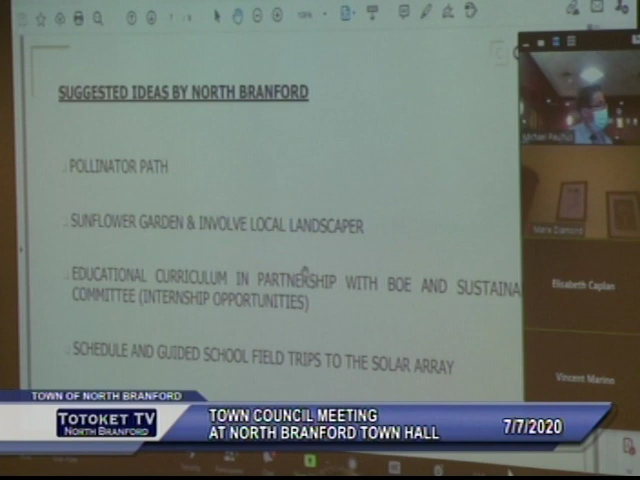 SUGGESTED IDEAS BY NORTH BRANFORD
POLLINATOR PATH
SUNFLOWER GARDEN & INVOLVE LOCAL LANDSCAPER
EDUCATIONAL CURRICULUM IN PARTNERSHIP WITH BOE AND SUSTAINA
COMMITTEE (INTERNSHIP OPPORTUNITIES)
SCHEDULE AND GUIDED SCHOOL FIELD TRIPS TO THE SOLAR ARRAY
Michael
Elisabeth Caplan
Vincent Marino
TOWN OF NORTH BRANFORD
TOTOKET TV
NORTH BRANFORD
TOWN COUNCIL MEETING
AT NORTH BRANFORD TOWN HALL
7/7/2020